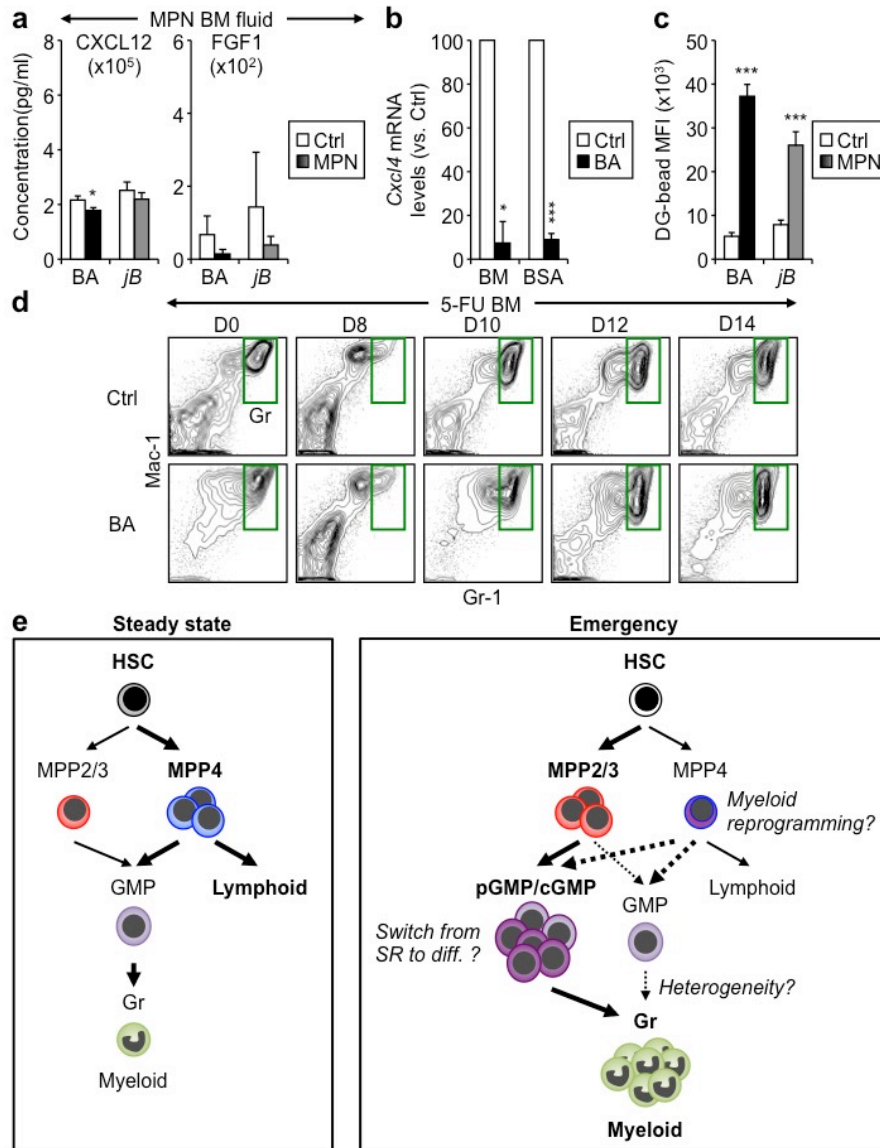 a
MPN BM fluid
CXCL12
(x10⁵)
FGF1
(x10²)
Concentration(pg/ml)
8
6
4
2
0
6
4
2
0
BA
jB
BA
jB
Ctrl
MPN
b
Cxcl4 mRNA
levels (vs. Ctrl)
100
80
60
40
20
0
*
*
***
BM
BSA
Ctrl
BA
c
DG-bead MFI (x10³)
50
40
30
20
10
0
***
***
BA
jB
Ctrl
MPN
d
5-FU BM
D0
D8
D10
D12
D14
Ctrl
Gr
Mac-1
BA
Gr-1
e
Steady state
HSC
MPP2/3
MPP4
GMP
Lymphoid
Gr
Myeloid
Emergency
HSC
MPP2/3
MPP4
Myeloid
reprogramming?
pGMP/cGMP
GMP
Lymphoid
Switch from
SR to diff. ?
Heterogeneity?
Gr
Myeloid